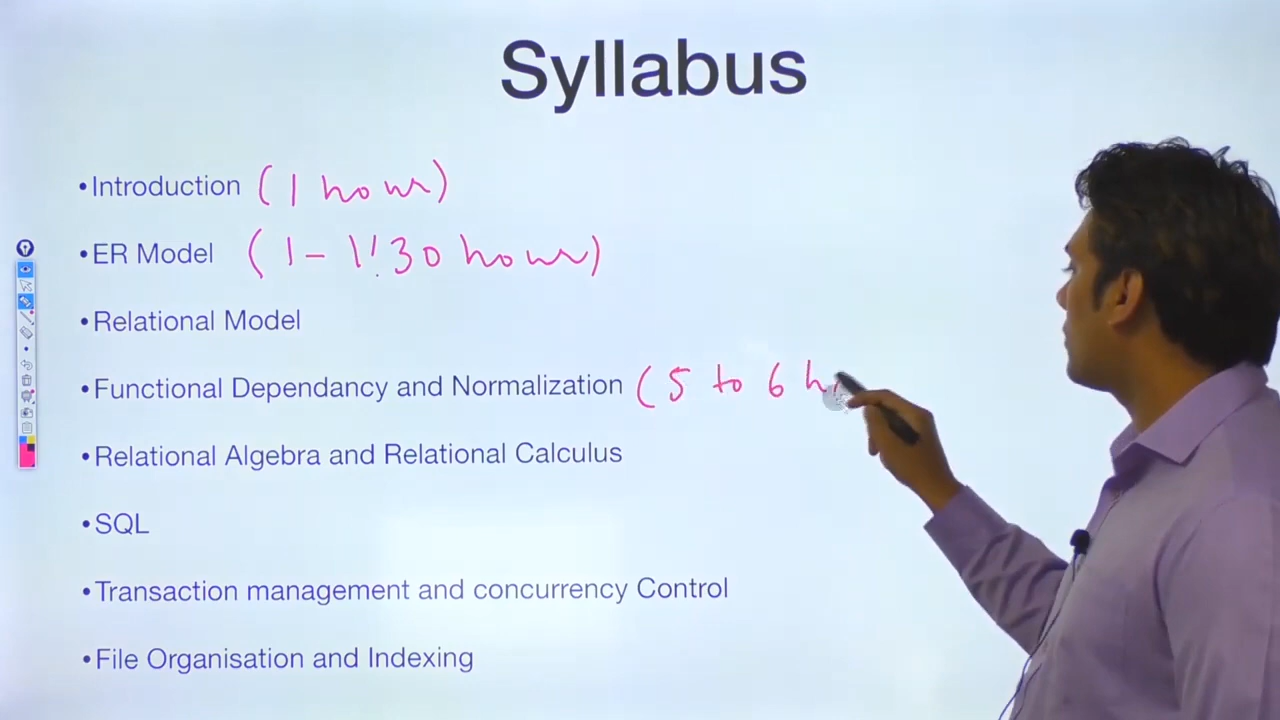 Syllabus
•Introduction (1 hour)
•ER Model (1 - 1:30 hour)
•Relational Model
•Functional Dependancy and Normalization (5 to 6
•Relational Algebra and Relational Calculus
•SQL
•Transaction management and concurrency Control
•File Organisation and Indexing